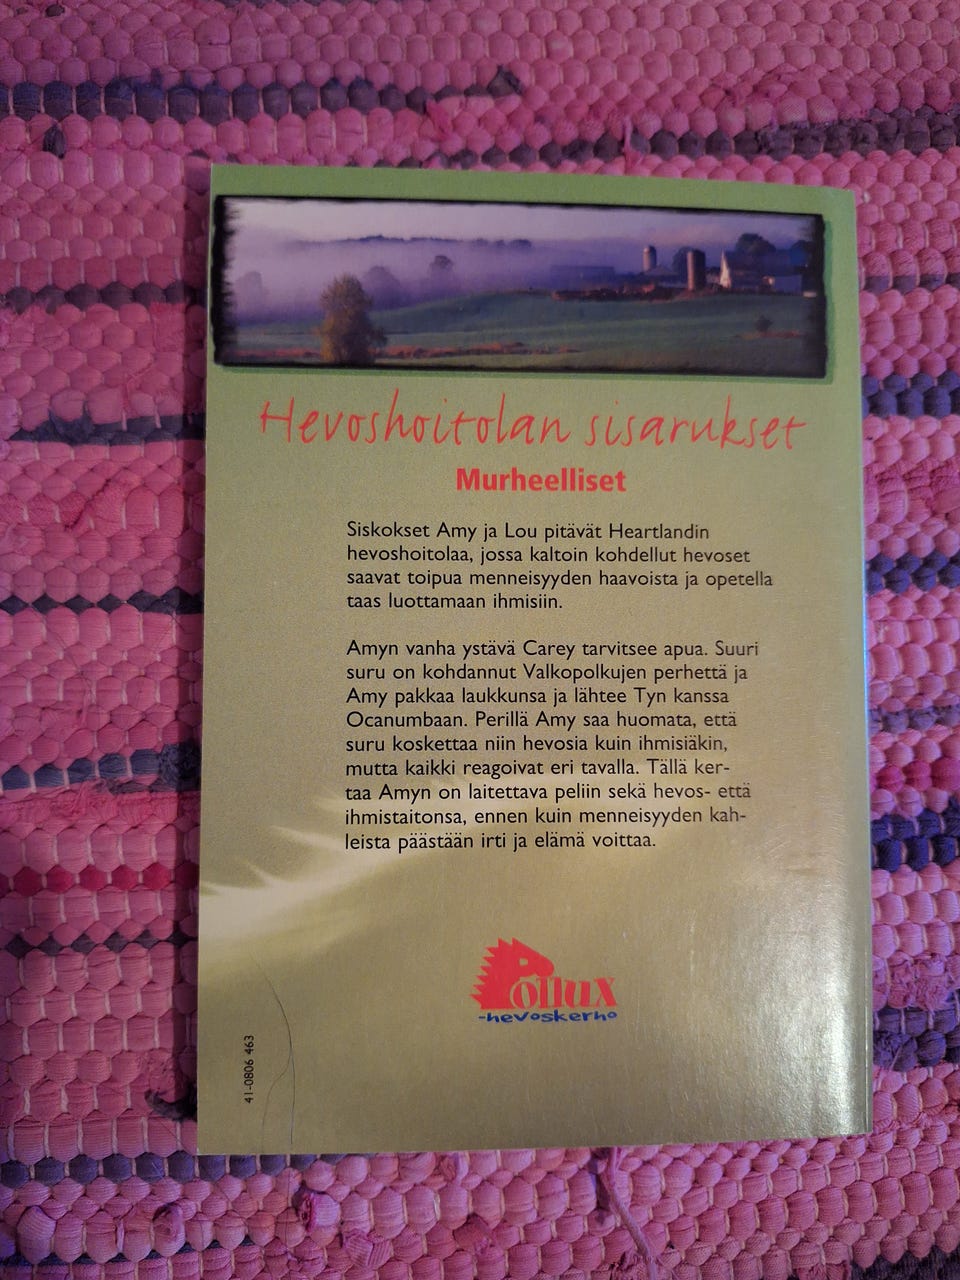 Hevoshoitolan sisarukset
Murheelliset
Siskokset Amy ja Lou pitävät Heartlandin
hevoshoitolaa, jossa kaltoin kohdellut hevoset
saavat toipua menneisyyden haavoista ja opetella
taas luottamaan ihmisiin.
Amyn vanha ystävä Carey tarvitsee apua. Suuri
suru on kohdannut Valkopolkujen perhettä ja
Amy pakkaa laukkunsa ja lähtee Tyn kanssa
Ocanumbaan. Perillä Amy saa huomata, että
suru koskettaa niin hevosia kuin ihmisiäkin,
mutta kaikki reagoivat eri tavalla. Tällä ker-
taa Amyn on laitettava peliin sekä hevos- että
ihmistaitonsa, ennen kuin menneisyyden kah-
leista päästään irti ja elämä voittaa.
Pollux
-hevoskerho
41-0806 463